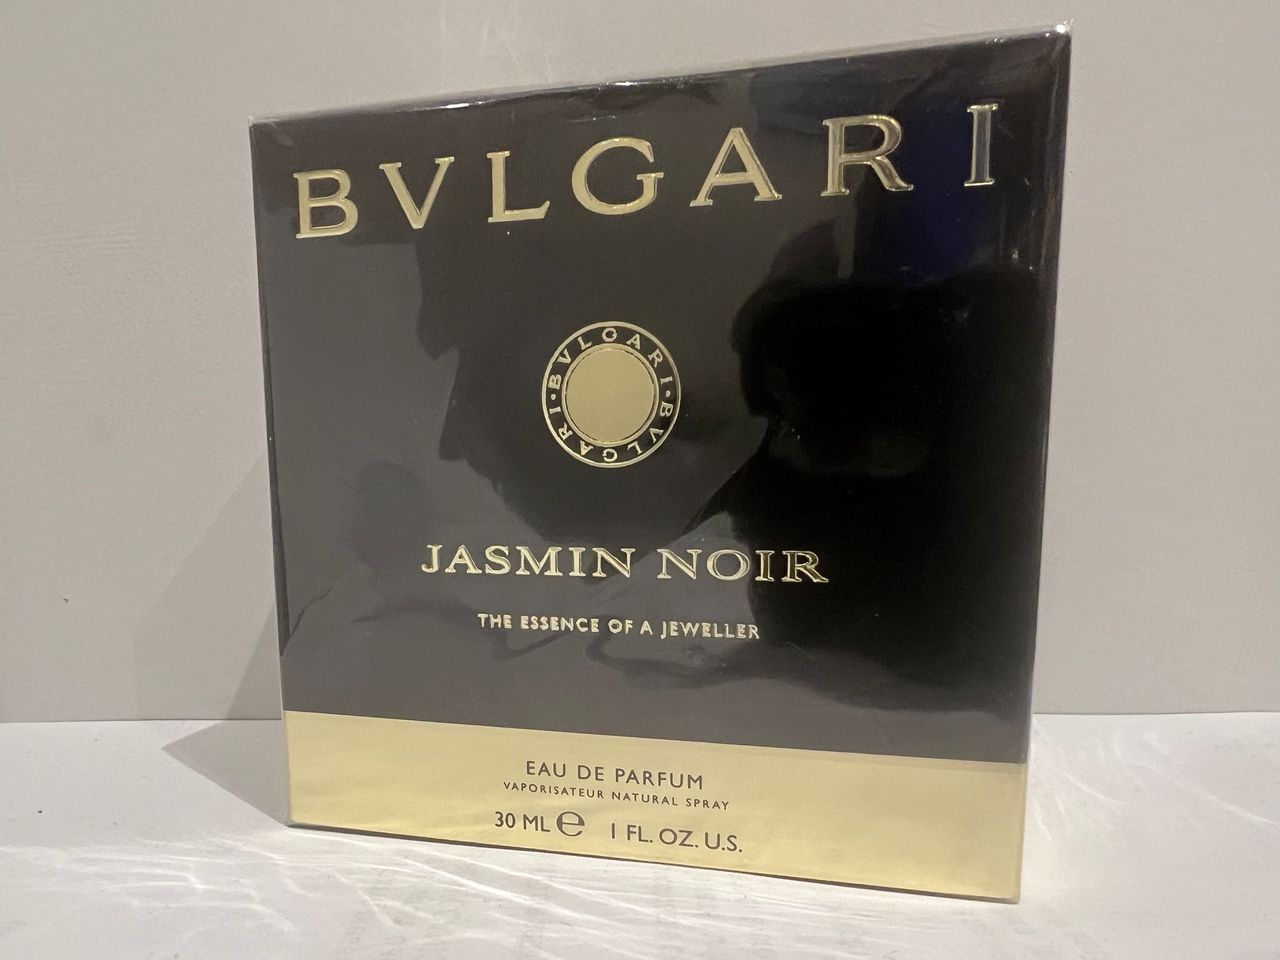 BVLGARI
BVLGARI · BVLGARI ·
JASMIN NOIR
THE ESSENCE OF A JEWELLER
EAU DE PARFUM
VAPORISATEUR NATURAL SPRAY
30 ML ℮ 1 FL. OZ. U.S.